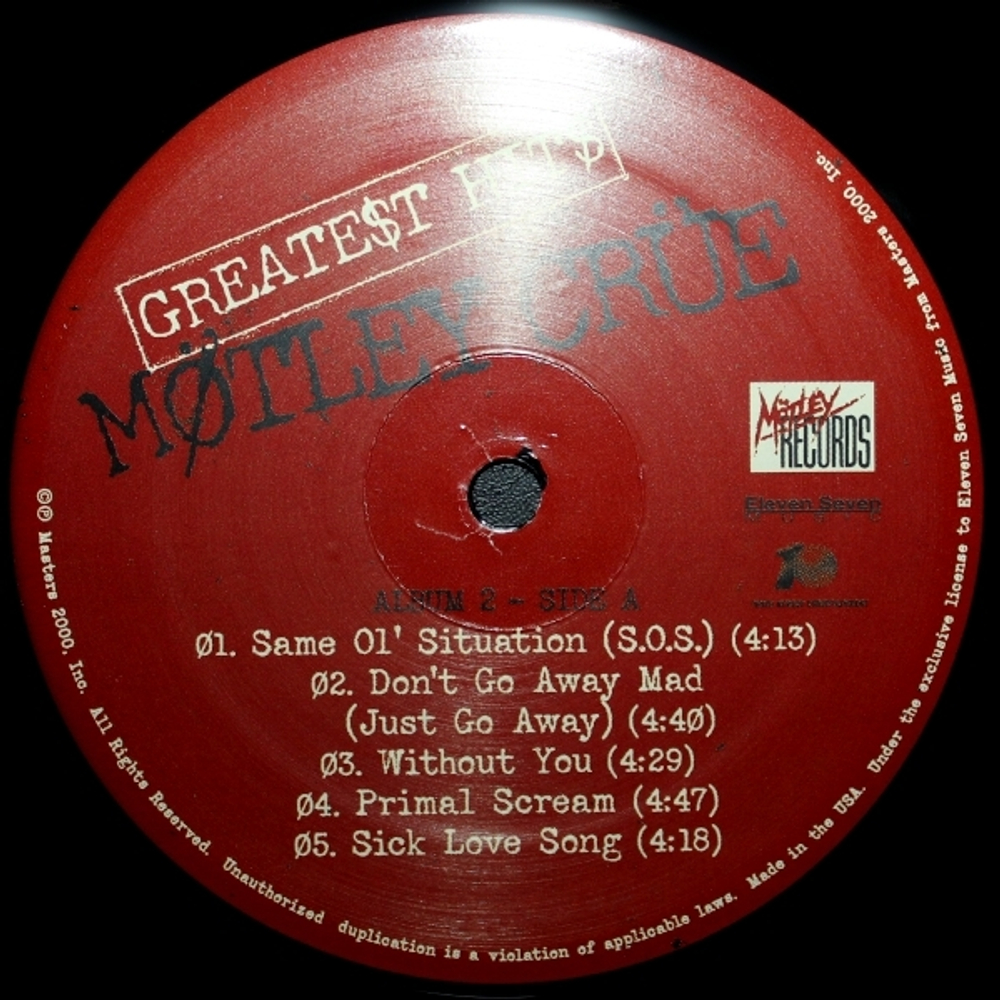 GREATE$T HIT$
MÖTLEY CRÜE
MÖTLEY
RECORDS
Eleven Seven
ALBUM 2 - SIDE A
Ø1. Same Ol' Situation (S.O.S.) (4:13)
Ø2. Don't Go Away Mad
(Just Go Away) (4:4Ø)
Ø3. Without You (4:29)
Ø4. Primal Scream (4:47)
Ø5. Sick Love Song (4:18)
©℗ Masters 2000, Inc. All Rights Reserved. Unauthorized duplication is a violation of applicable laws. Made in the USA. Under the exclusive license to Eleven Seven Music from Masters 2000, Inc.